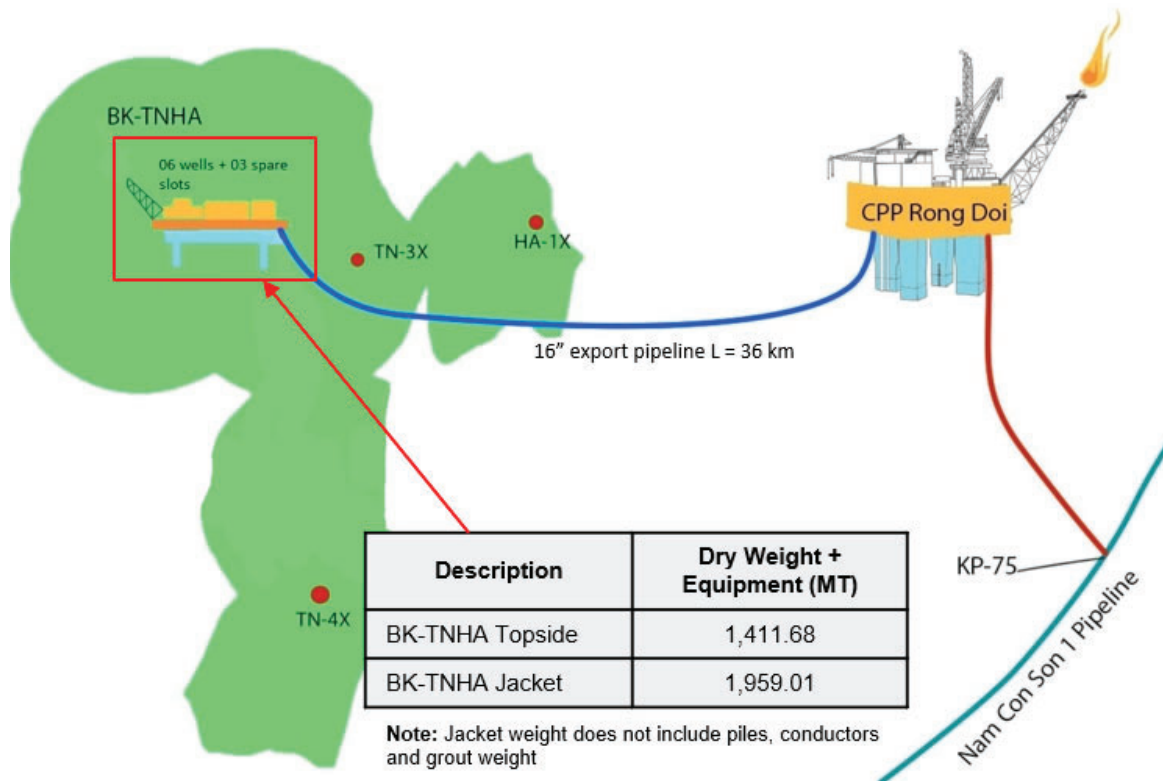 BK-TNHA
06 wells + 03 spare
slots
TN-3X
HA-1X
CPP Rong Doi
16” export pipeline L = 36 km
KP-75
TN-4X
Nam Con Son 1 Pipeline
Description
Dry Weight +
Equipment (MT)
BK-TNHA Topside
1,411.68
BK-TNHA Jacket
1,959.01
Note: Jacket weight does not include piles, conductors
and grout weight